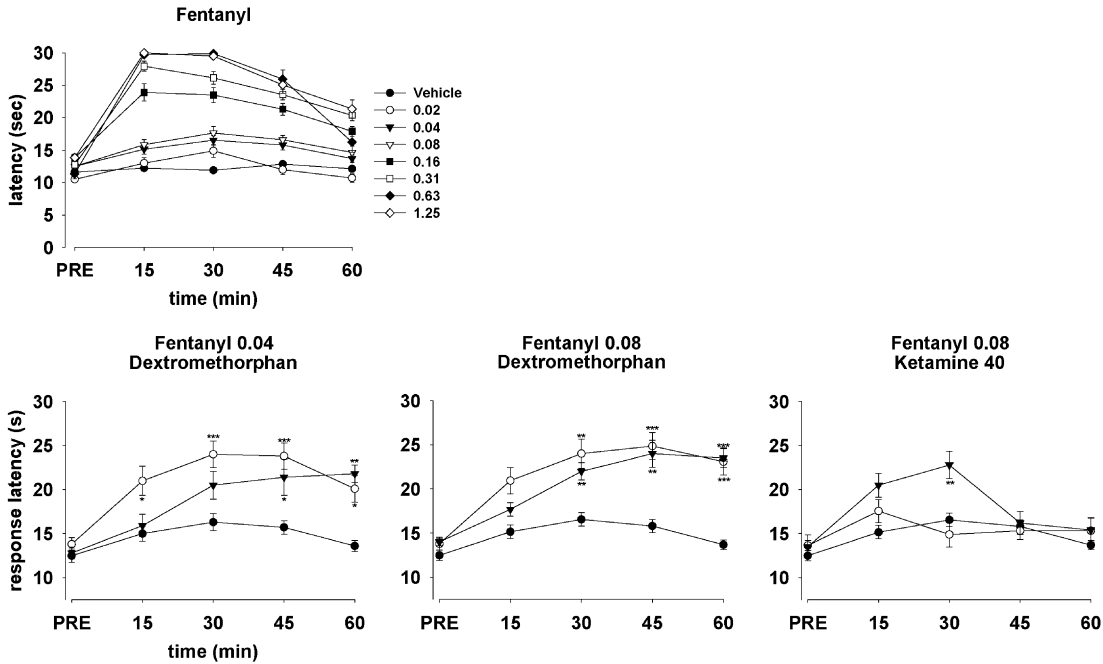 Fentanyl
latency (sec)
30
25
20
15
10
5
0
PRE 15 30 45 60
time (min)
Vehicle
0.02
0.04
0.08
0.16
0.31
0.63
1.25
Fentanyl 0.04
Dextromethorphan
response latency (s)
30
25
20
15
10
*** *** **
* * *
PRE 15 30 45 60
time (min)
Fentanyl 0.08
Dextromethorphan
30
25
20
15
10
** *** ***
** ** ***
PRE 15 30 45 60
Fentanyl 0.08
Ketamine 40
30
25
20
15
10
**
PRE 15 30 45 60